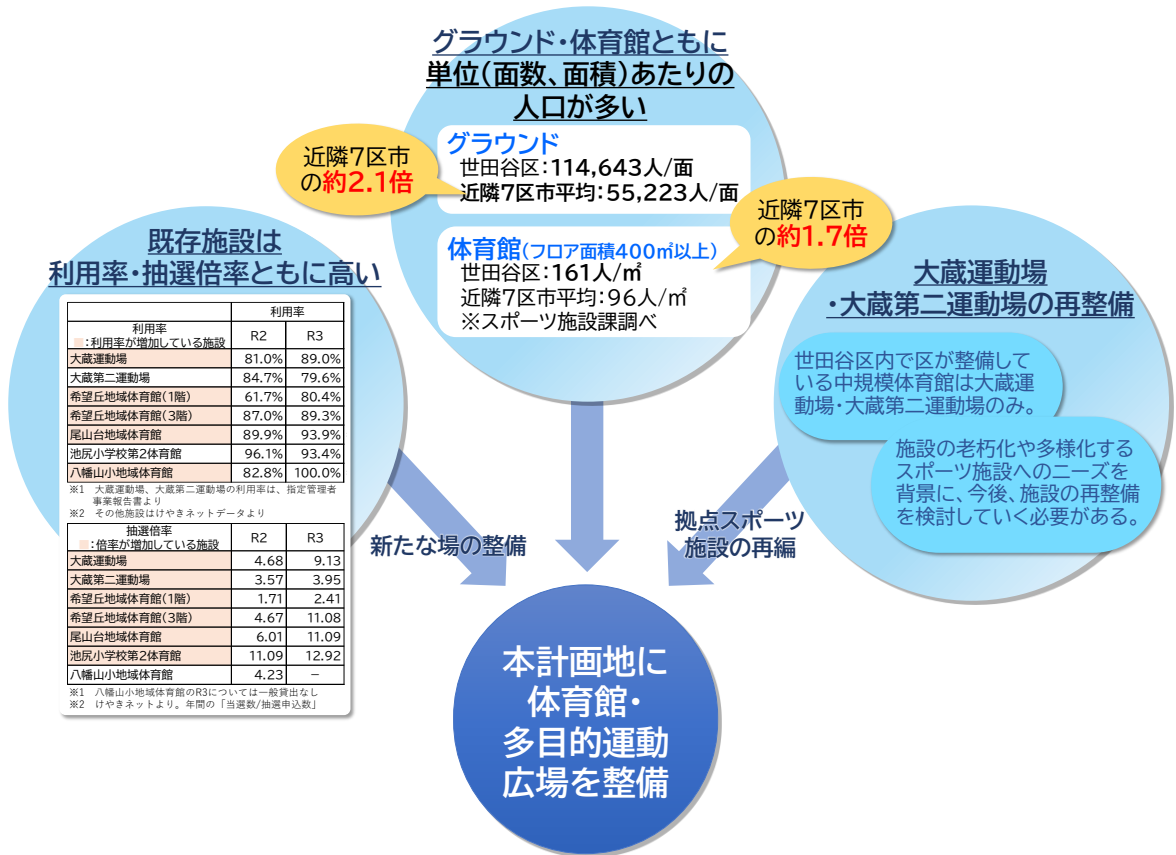 グラウンド・体育館ともに
単位(面数、面積)あたりの
人口が多い
グラウンド
世田谷区:114,643人/面
近隣7区市平均:55,223人/面
近隣7区市
の約2.1倍
体育館(フロア面積400㎡以上)
世田谷区:161人/㎡
近隣7区市平均:96人/㎡
※スポーツ施設課調べ
近隣7区市
の約1.7倍
既存施設は
利用率・抽選倍率ともに高い
利用率
利用率 R2 R3
:利用率が増加している施設
大蔵運動場 81.0% 89.0%
大蔵第二運動場 84.7% 79.6%
希望丘地域体育館(1階) 61.7% 80.4%
希望丘地域体育館(3階) 87.0% 89.3%
尾山台地域体育館 89.9% 93.9%
池尻小学校第2体育館 96.1% 93.4%
八幡山小地域体育館 82.8% 100.0%
※1 大蔵運動場、大蔵第二運動場の利用率は、指定管理者
事業報告書より
※2 その他施設はけやきネットデータより
抽選倍率 R2 R3
:倍率が増加している施設
大蔵運動場 4.68 9.13
大蔵第二運動場 3.57 3.95
希望丘地域体育館(1階) 1.71 2.41
希望丘地域体育館(3階) 4.67 11.08
尾山台地域体育館 6.01 11.09
池尻小学校第2体育館 11.09 12.92
八幡山小地域体育館 4.23 －
※1 八幡山小地域体育館のR3については一般貸出なし
※2 けやきネットより。年間の「当選数/抽選申込数」
大蔵運動場
・大蔵第二運動場の再整備
世田谷区内で区が整備して
いる中規模体育館は大蔵運
動場・大蔵第二運動場のみ。
施設の老朽化や多様化する
スポーツ施設へのニーズを
背景に、今後、施設の再整備
を検討していく必要がある。
新たな場の整備
拠点スポーツ
施設の再編
本計画地に
体育館・
多目的運動
広場を整備